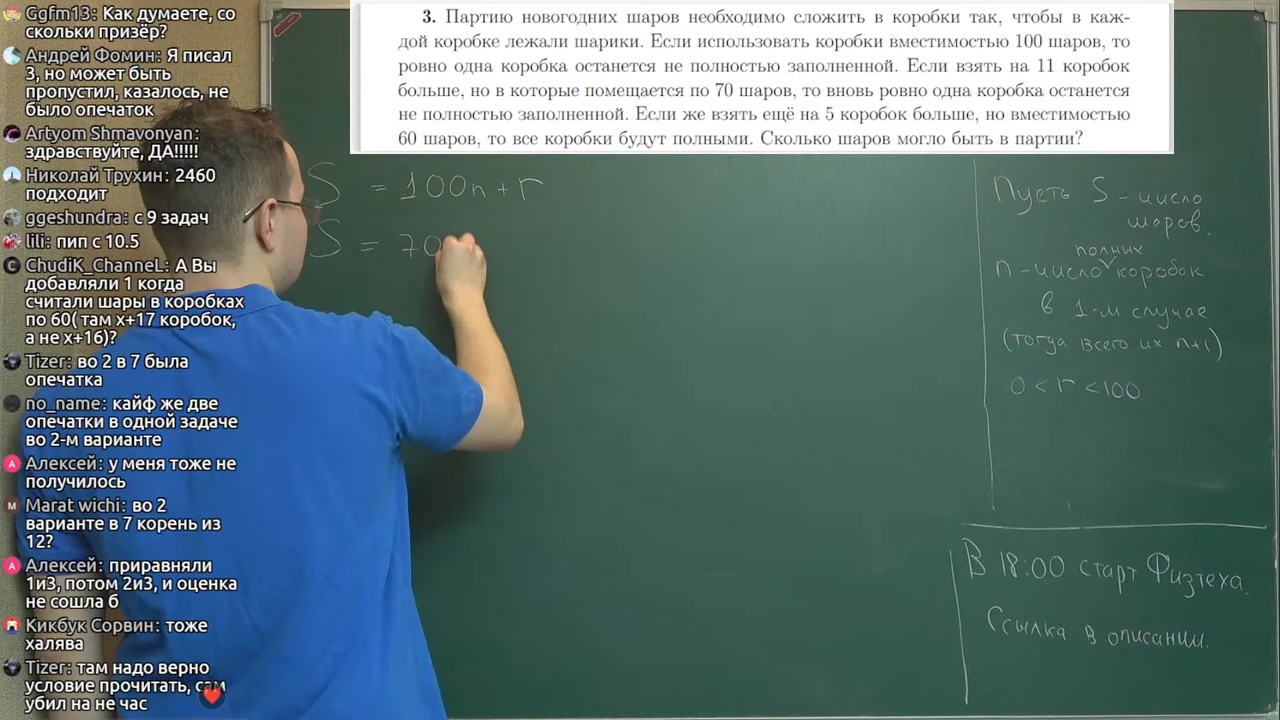 Ggfm13: Как думаете, со
скольки призёр?
Андрей Фомин: Я писал
3, но может быть
пропустил, казалось, не
было опечаток
Artyom Shmavonyan:
здравствуйте, ДА!!!!!
Николай Трухин: 2460
подходит
ggeshundra: с 9 задач
lili: пип с 10.5
ChudiK_ChanneL: А Вы
добавляли 1 когда
считали шары в коробках
по 60( там х+17 коробок,
а не х+16)?
Tizer: во 2 в 7 была
опечатка
no_name: кайф же две
опечатки в одной задаче
во 2-м варианте
Алексей: у меня тоже не
получилось
Marat wichi: во 2
варианте в 7 корень из
12?
Алексей: приравняли
1и3, потом 2и3, и оценка
не сошла б
Кикбук Сорвин: тоже
халява
Tizer: там надо верно
условие прочитать, сам
убил на не час
3. Партию новогодних шаров необходимо сложить в коробки так, чтобы в каж-
дой коробке лежали шарики. Если использовать коробки вместимостью 100 шаров, то
ровно одна коробка останется не полностью заполненной. Если взять на 11 коробок
больше, но в которые помещается по 70 шаров, то вновь ровно одна коробка останется
не полностью заполненной. Если же взять ещё на 5 коробок больше, но вместимостью
60 шаров, то все коробки будут полными. Сколько шаров могло быть в партии?
S = 100n + r
S = 70
Пусть S - число
шаров.
полных
n - число коробок
в 1-м случае
(тогда всего их n+1)
0 < r < 100
В 18:00 старт Физтеха.
Ссылка в описании.